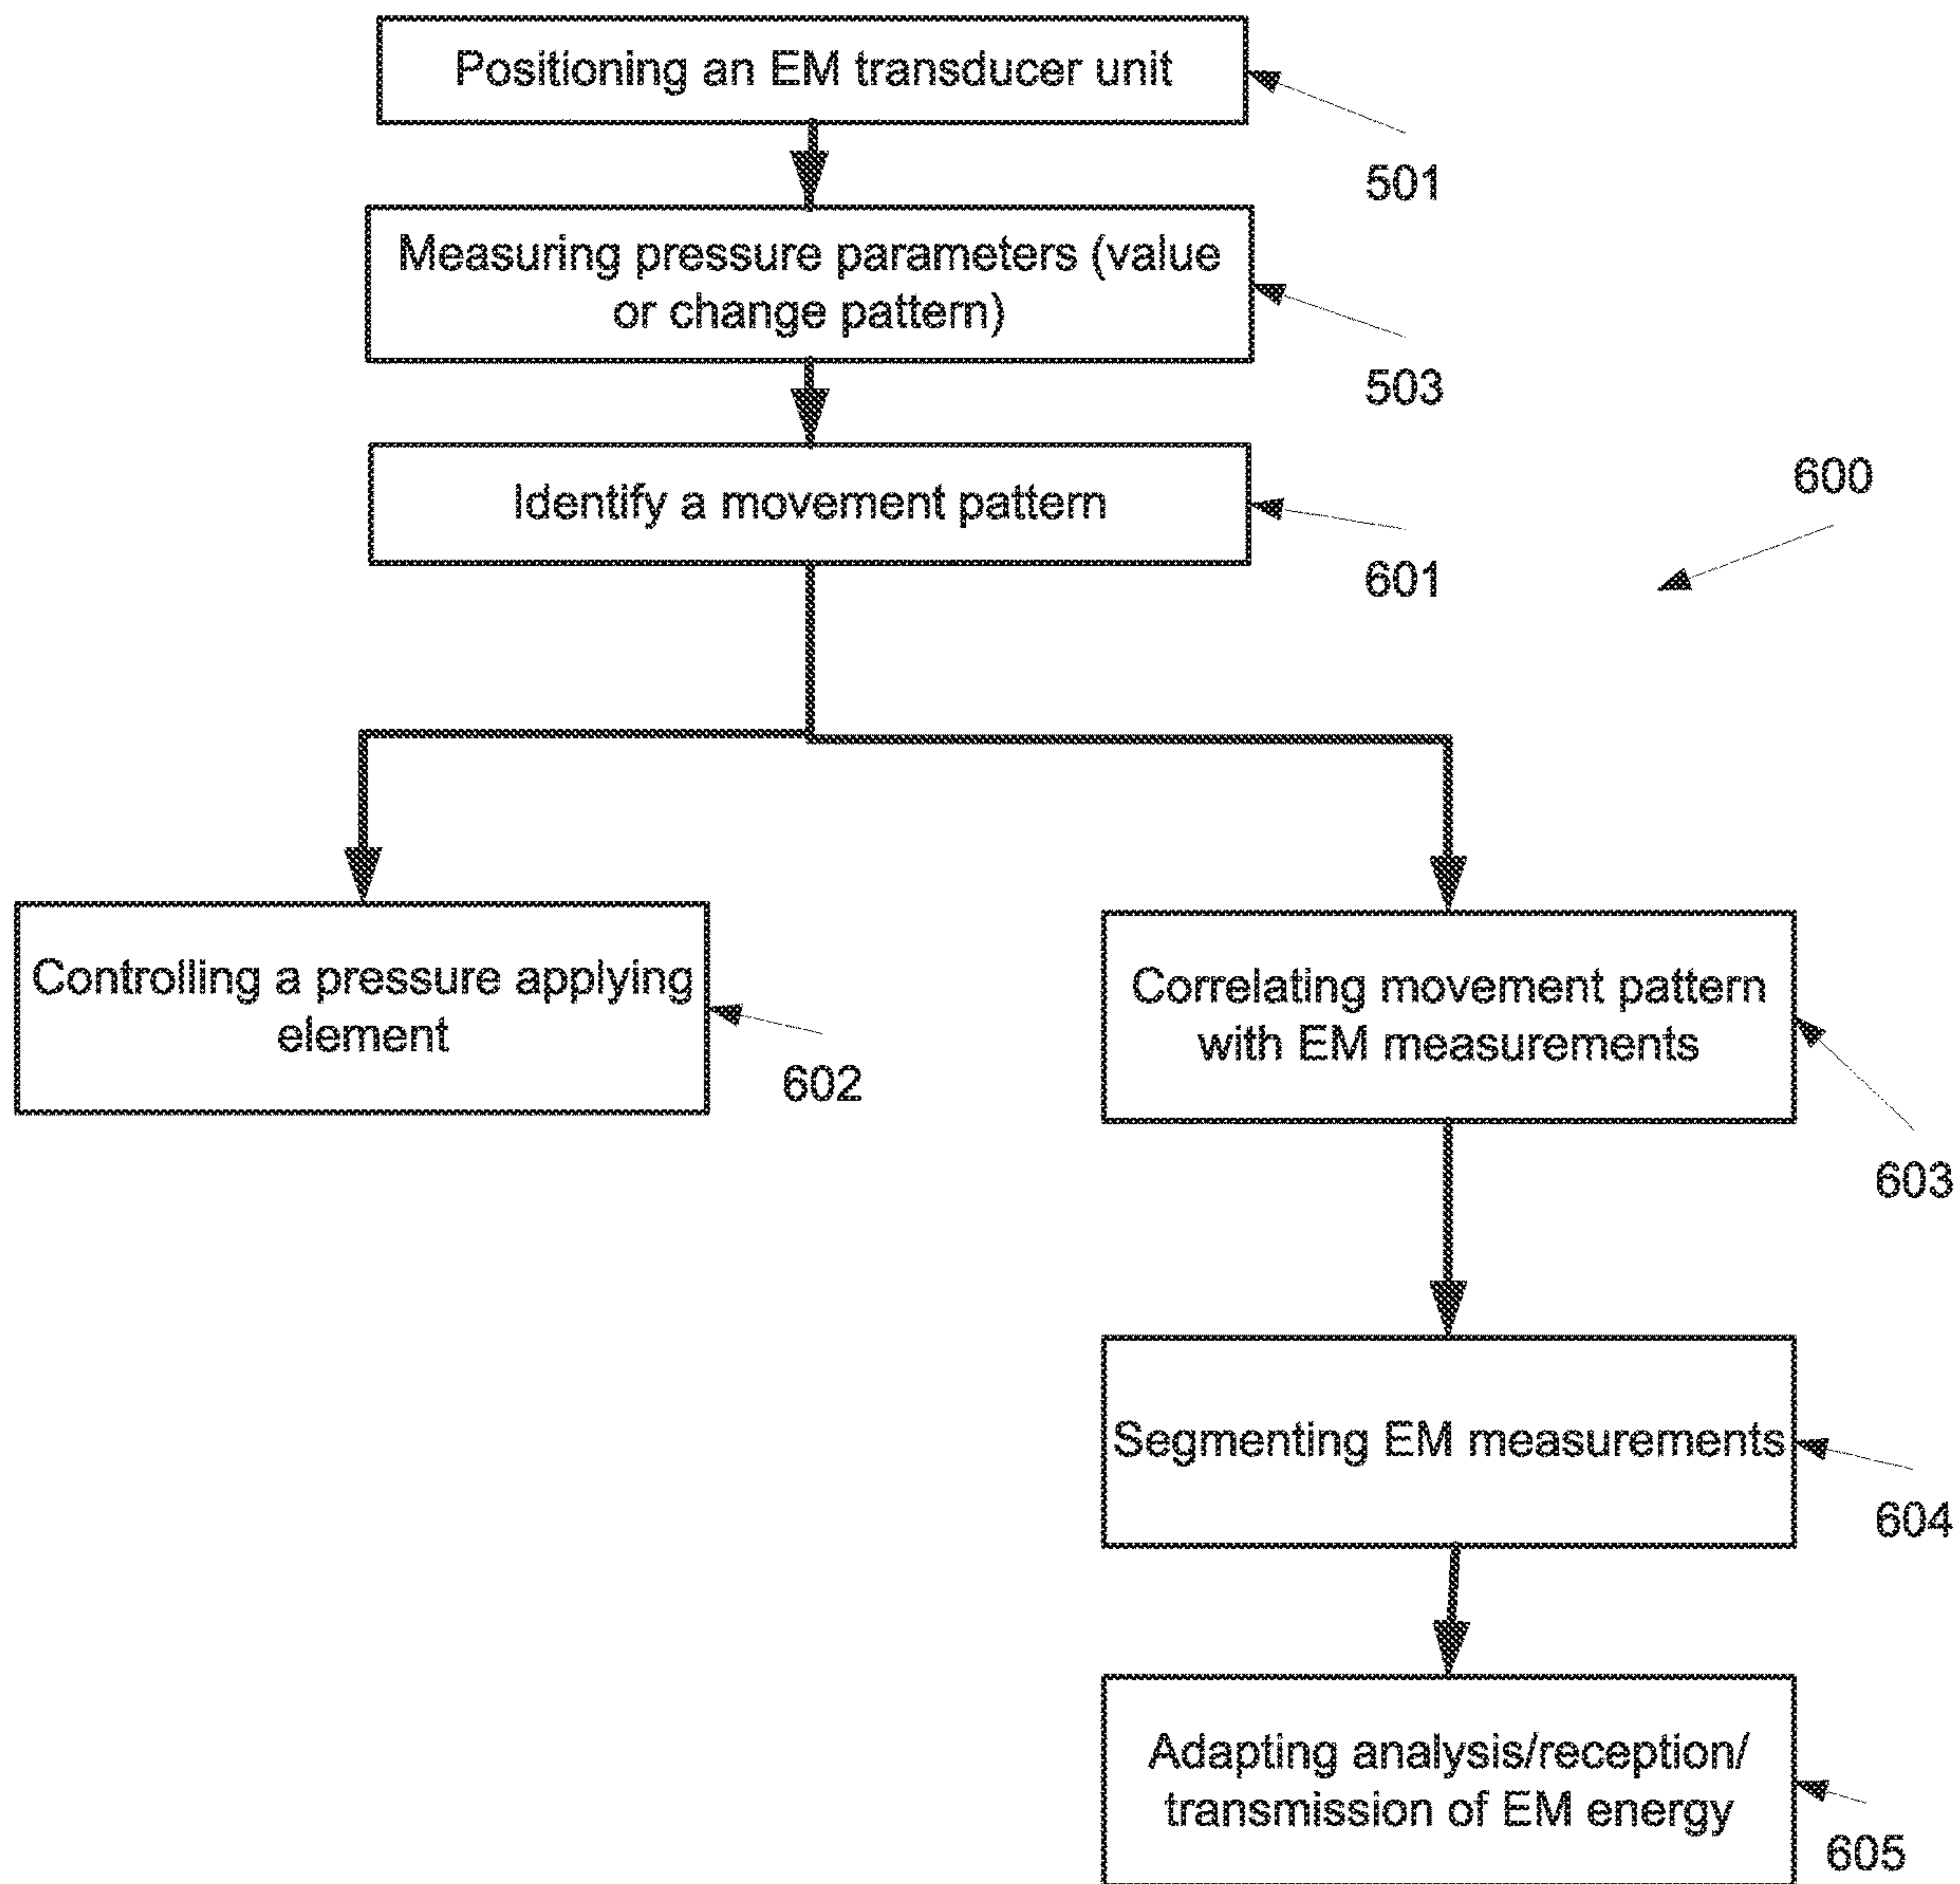 Positioning an EM transducer unit
501
Measuring pressure parameters (value
or change pattern)
503
Identify a movement pattern
601
600
Controlling a pressure applying
element
602
Correlating movement pattern
with EM measurements
603
Segmenting EM measurements
604
Adapting analysis/reception/
transmission of EM energy
605